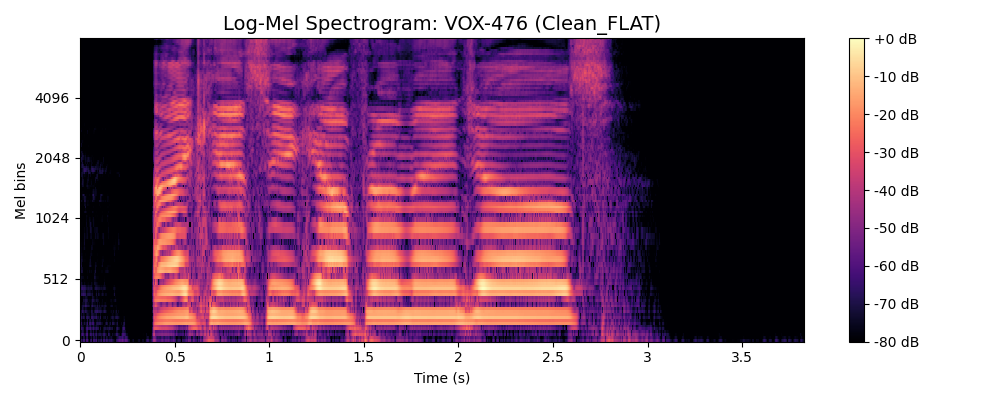 Log-Mel Spectrogram: VOX-476 (Clean_FLAT)
Mel bins
4096
2048
1024
512
0
0
0.5
1
1.5
2
2.5
3
3.5
Time (s)
+0 dB
-10 dB
-20 dB
-30 dB
-40 dB
-50 dB
-60 dB
-70 dB
-80 dB